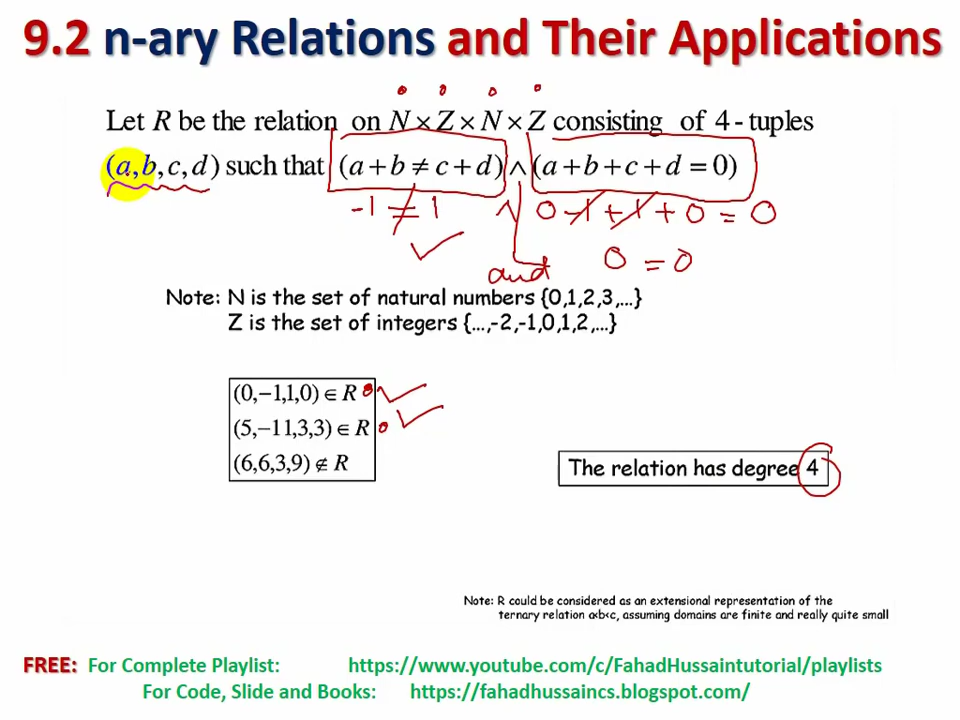 9.2 n-ary Relations and Their Applications
Let R be the relation on N × Z × N × Z consisting of 4 - tuples
(a,b,c,d) such that (a + b ≠ c + d) ∧ (a + b + c + d = 0)
-1 ≠ 1 ∧ 0 - 1 + 1 + 0 = 0
and 0 = 0
Note: N is the set of natural numbers {0,1,2,3,...}
Z is the set of integers {...,-2,-1,0,1,2,...}
(0,−1,1,0) ∈ R
(5,−11,3,3) ∈ R
(6,6,3,9) ∉ R
The relation has degree 4
Note: R could be considered as an extensional representation of the
ternary relation a<b<c, assuming domains are finite and really quite small
FREE: For Complete Playlist: https://www.youtube.com/c/FahadHussaintutorial/playlists
For Code, Slide and Books: https://fahadhussaincs.blogspot.com/